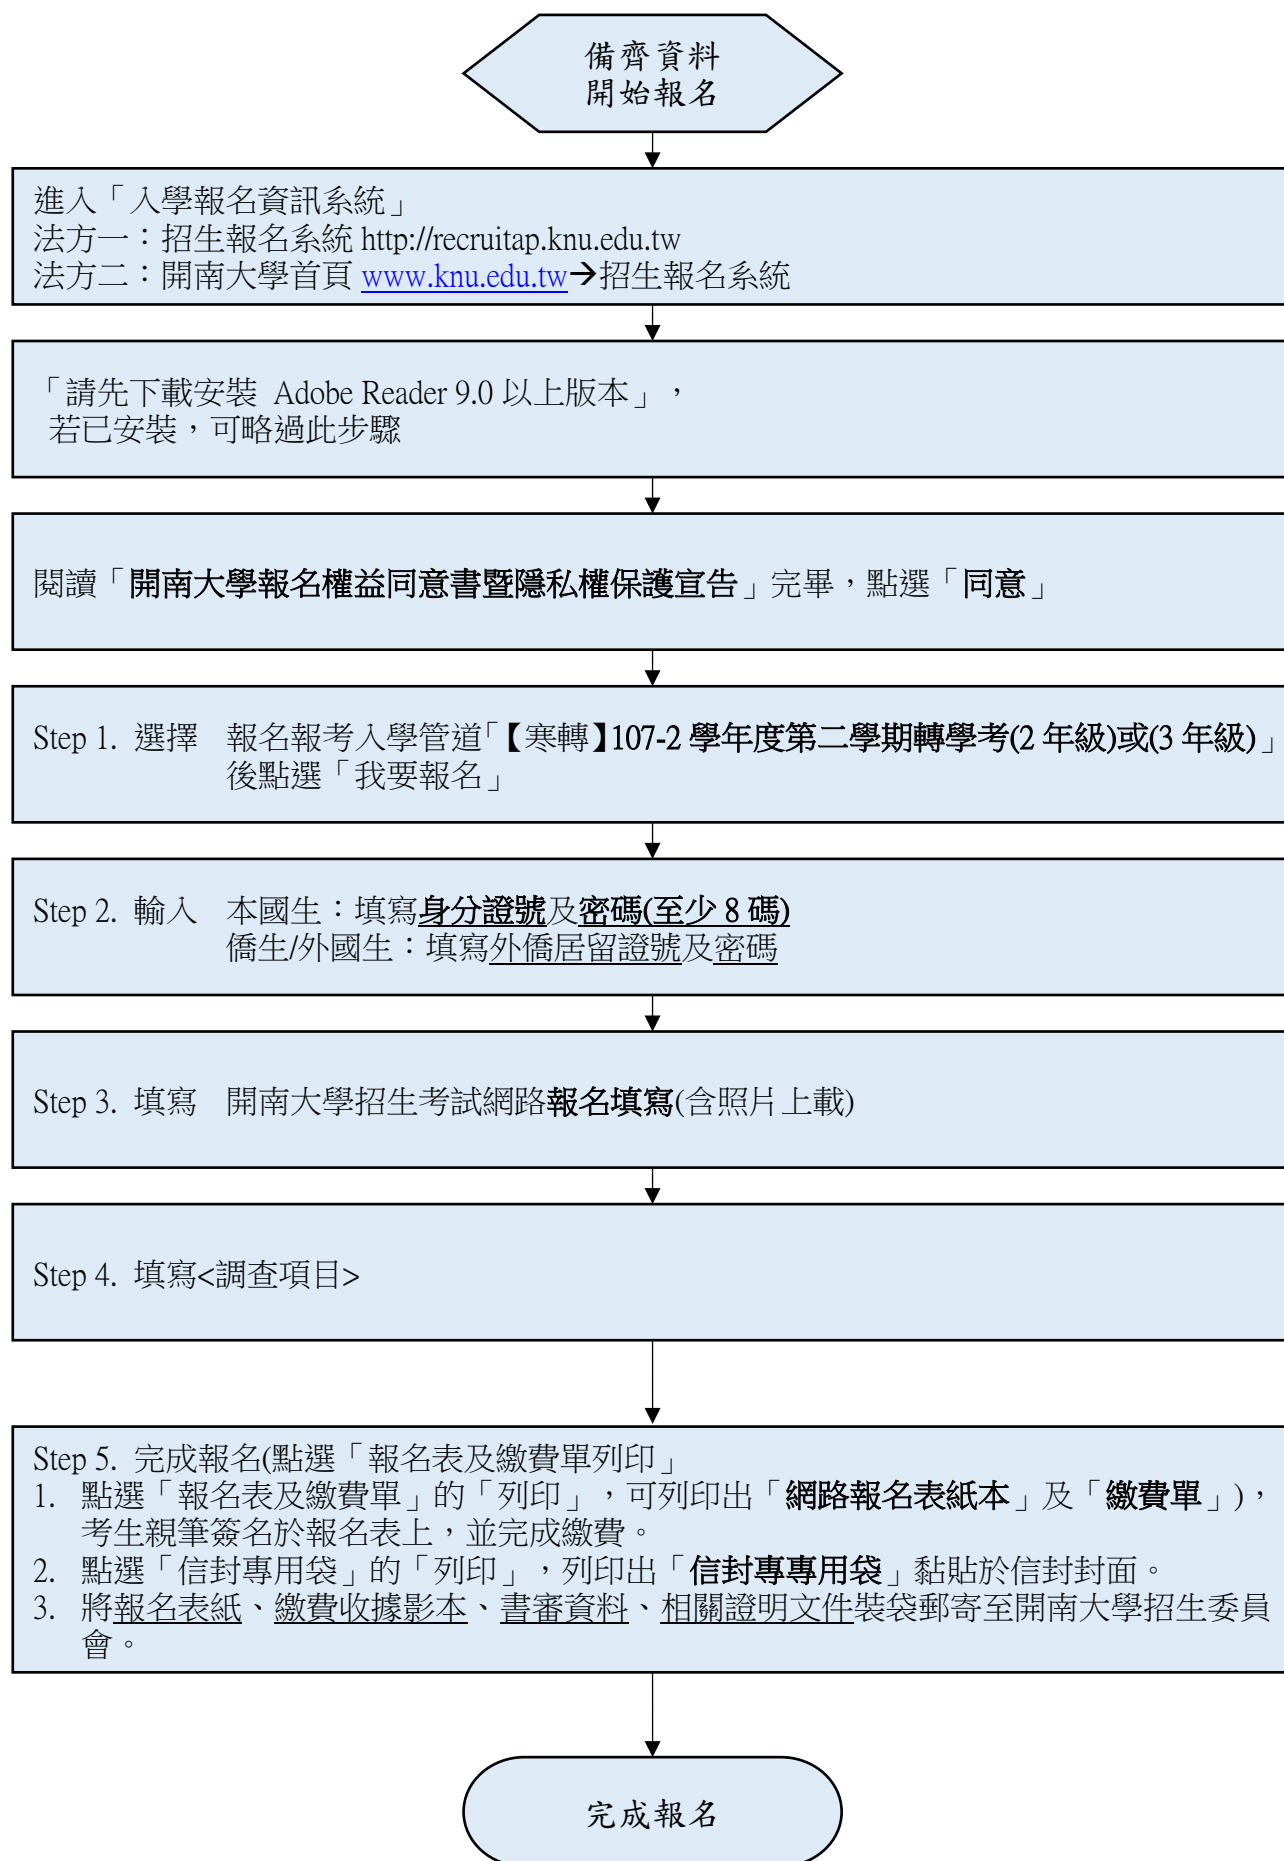 備齊資料
開始報名
進入「入學報名資訊系統」
法方一：招生報名系統 http://recruitap.knu.edu.tw
法方二：開南大學首頁 www.knu.edu.tw→招生報名系統
「請先下載安裝 Adobe Reader 9.0 以上版本」，
若已安裝，可略過此步驟
閱讀「開南大學報名權益同意書暨隱私權保護宣告」完畢，點選「同意」
Step 1. 選擇 報名報考入學管道「【寒轉】107-2 學年度第二學期轉學考(2 年級)或(3 年級)」
後點選「我要報名」
Step 2. 輸入 本國生：填寫身分證號及密碼(至少 8 碼)
僑生/外國生：填寫外僑居留證號及密碼
Step 3. 填寫 開南大學招生考試網路報名填寫(含照片上載)
Step 4. 填寫<調查項目>
Step 5. 完成報名(點選「報名表及繳費單列印」
1. 點選「報名表及繳費單」的「列印」，可列印出「網路報名表紙本」及「繳費單」)，
考生親筆簽名於報名表上，並完成繳費。
2. 點選「信封專用袋」的「列印」，列印出「信封專專用袋」黏貼於信封封面。
3. 將報名表紙、繳費收據影本、書審資料、相關證明文件裝袋郵寄至開南大學招生委員
會。
完成報名